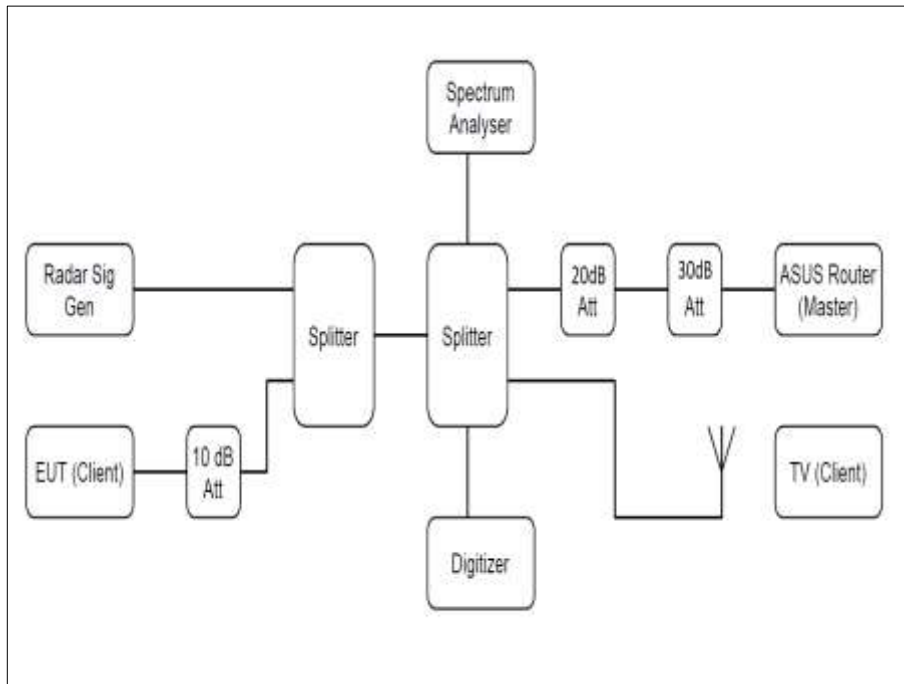 Spectrum
Analyser
Radar Sig
Gen
Splitter
Splitter
20dB
Att
30dB
Att
ASUS Router
(Master)
EUT (Client)
10 dB
Att
TV (Client)
Digitizer